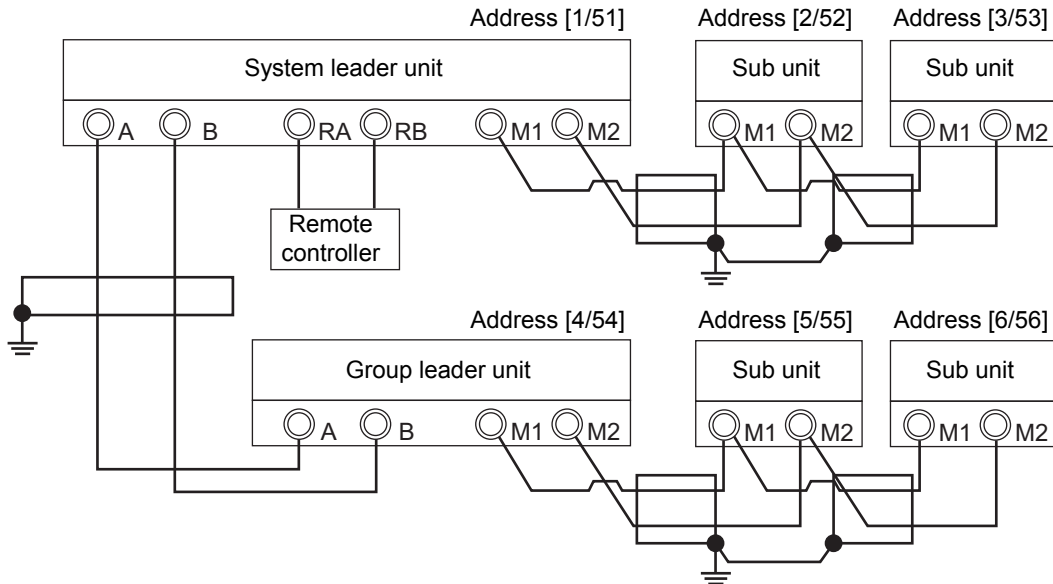 Address [1/51]
Address [2/52]
Address [3/53]
System leader unit
Sub unit
Sub unit
A
B
RA
RB
M1
M2
M1
M2
M1
M2
Remote
controller
Address [4/54]
Address [5/55]
Address [6/56]
Group leader unit
Sub unit
Sub unit
A
B
M1
M2
M1
M2
M1
M2